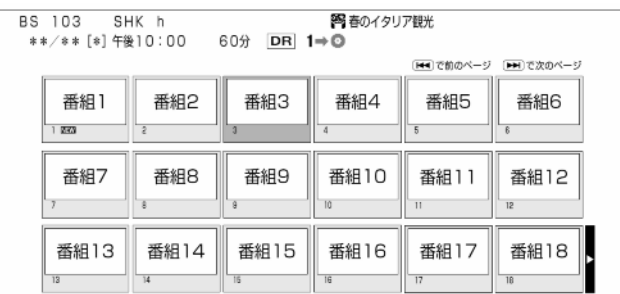 BS 103 SHK h 春のイタリア観光
**/** [*] 午後10:00 60分 DR 1➡
⏮で前のページ ⏭で次のページ
番組1 番組2 番組3 番組4 番組5 番組6
1 NEW 2 3 4 5 6
番組7 番組8 番組9 番組10 番組11 番組12
7 8 9 10 11 12
番組13 番組14 番組15 番組16 番組17 番組18
13 14 15 16 17 18